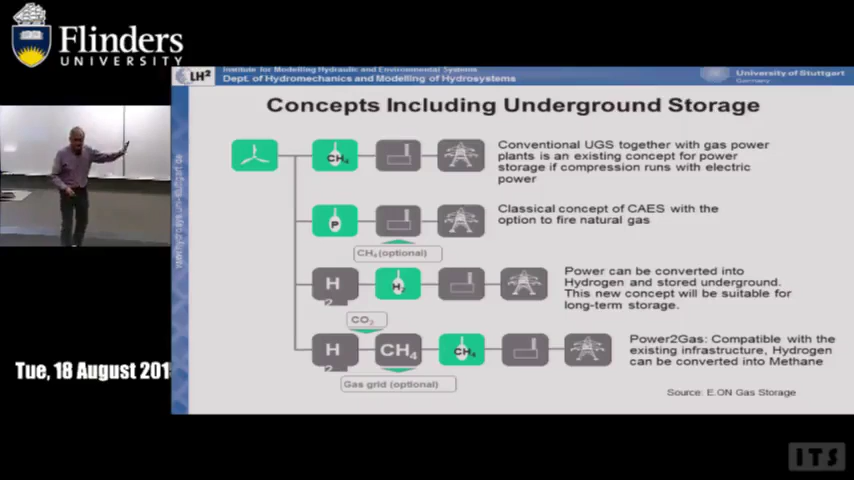 Flinders
UNIVERSITY
LH²
Institute for Modelling Hydraulic and Environmental Systems
Dept. of Hydromechanics and Modelling of Hydrosystems
University of Stuttgart
Germany
Concepts Including Underground Storage
CH₄
Conventional UGS together with gas power
plants is an existing concept for power
storage if compression runs with electric
power
P
Classical concept of CAES with the
option to fire natural gas
CH₄ (optional)
H₂
H₂
Power can be converted into
Hydrogen and stored underground.
This new concept will be suitable for
long-term storage.
CO₂
H₂
CH₄
CH₄
Power2Gas: Compatible with the
existing infrastructure, Hydrogen
can be converted into Methane
Gas grid (optional)
Source: E.ON Gas Storage
Tue, 18 August 201
ITS